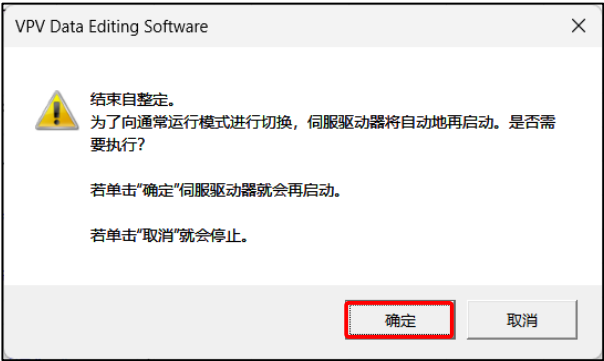 VPV Data Editing Software
结束自整定。
为了向通常运行模式进行切换，伺服驱动器将自动地再启动。是否需
要执行？
若单击“确定”伺服驱动器就会再启动。
若单击“取消”就会停止。
确定
取消